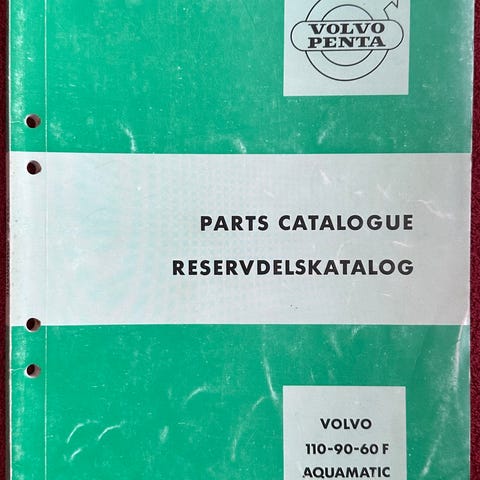 VOLVO
PENTA
PARTS CATALOGUE
RESERVDELSKATALOG
VOLVO
110-90-60 F
AQUAMATIC